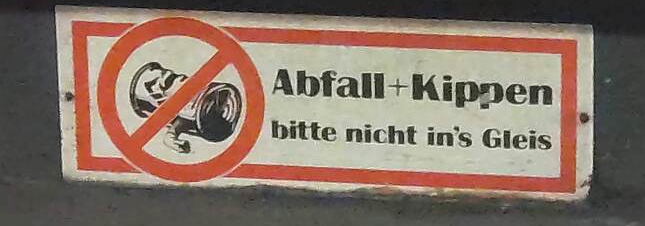 Abfall+Kippen
bitte nicht in's Gleis